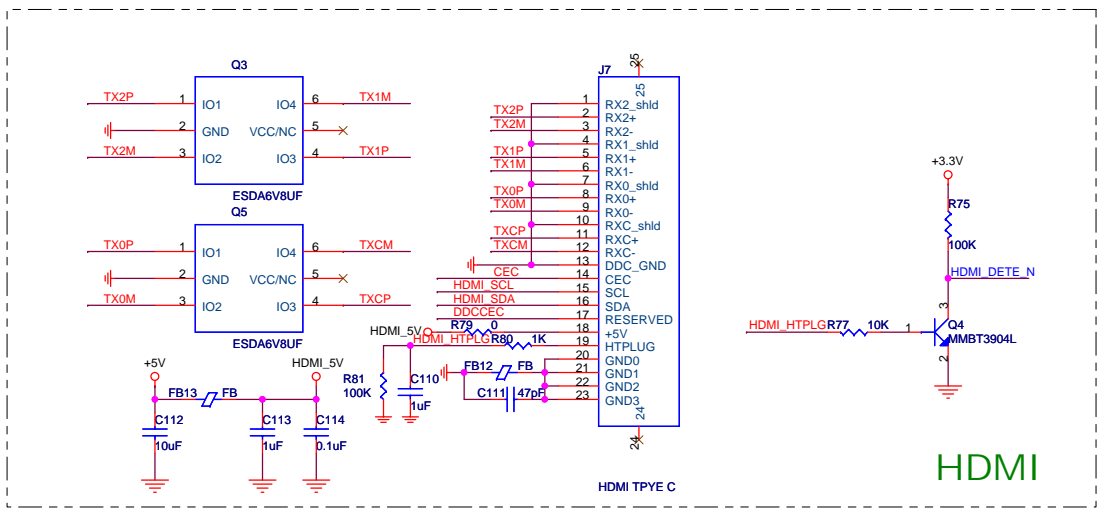 Q3
TX2P 1 IO1 IO4 6 TX1M
2 GND VCC/NC 5
TX2M 3 IO2 IO3 4 TX1P
ESDA6V8UF
Q5
TX0P 1 IO1 IO4 6 TXCM
2 GND VCC/NC 5
TX0M 3 IO2 IO3 4 TXCP
ESDA6V8UF
+5V
HDMI_5V
FB13 FB
C112
10uF
C113
1uF
C114
0.1uF
J7
25
25
1 RX2_shld
TX2P 2 RX2+
TX2M 3 RX2-
4 RX1_shld
TX1P 5 RX1+
TX1M 6 RX1-
7 RX0_shld
TX0P 8 RX0+
TX0M 9 RX0-
10 RXC_shld
TXCP 11 RXC+
TXCM 12 RXC-
13 DDC_GND
CEC 14 CEC
HDMI_SCL 15 SCL
HDMI_SDA 16 SDA
DDCCEC 17 RESERVED
HDMI_5V R79 0 18 +5V
HDMI_HTPLG R80 1K 19 HTPLUG
20 GND0
FB12 FB 21 GND1
22 GND2
C111 47pF 23 GND3
R81
100K
C110
1uF
24
24
HDMI TPYE C
+3.3V
R75
100K
HDMI_DETE_N
3
HDMI_HTPLG R77 10K 1 Q4
MMBT3904L
2
HDMI